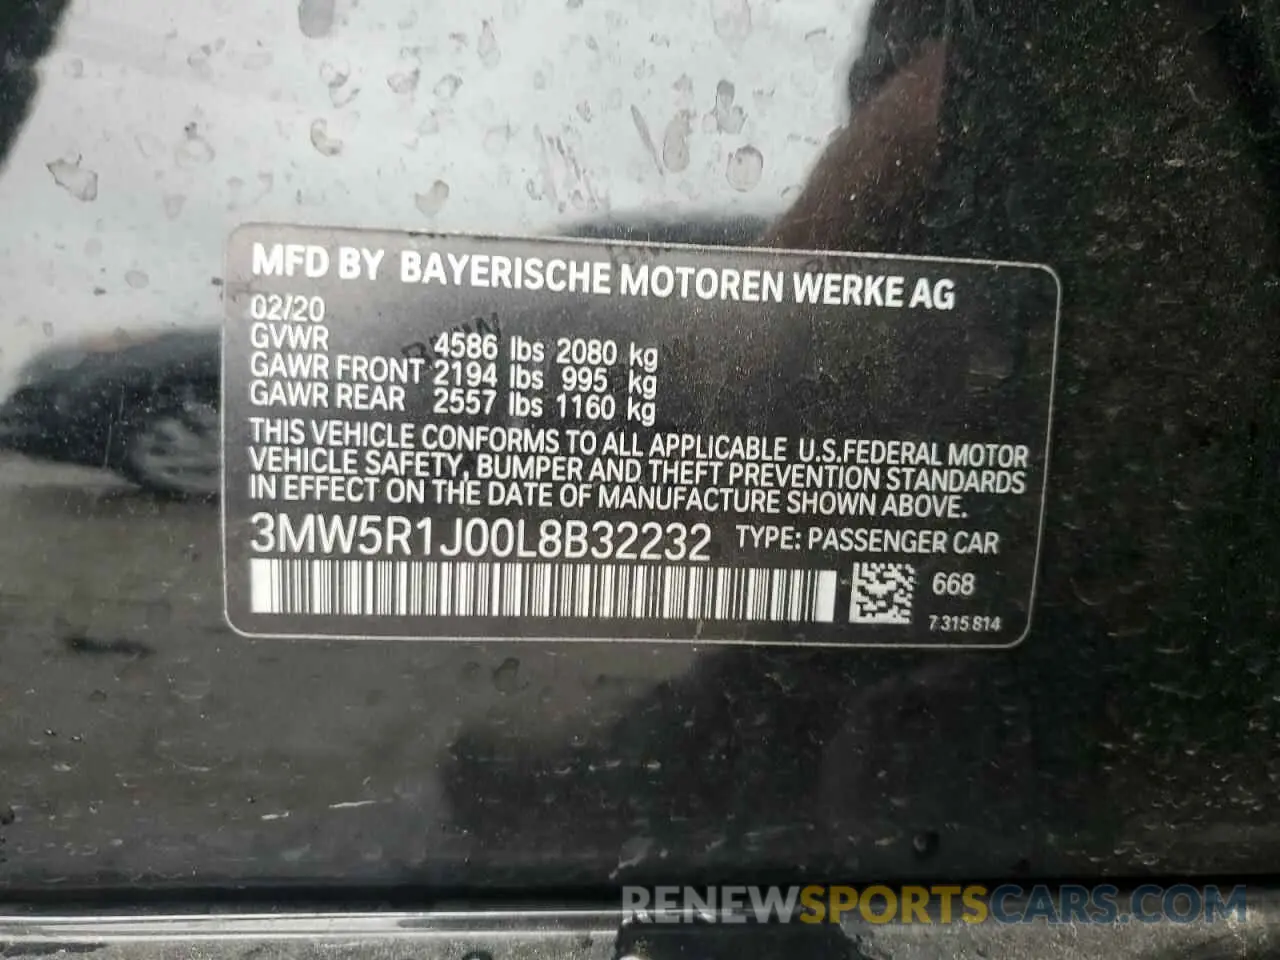 MFD BY BAYERISCHE MOTOREN WERKE AG
02/20
GVWR 4586 lbs 2080 kg
GAWR FRONT 2194 lbs 995 kg
GAWR REAR 2557 lbs 1160 kg
THIS VEHICLE CONFORMS TO ALL APPLICABLE U.S.FEDERAL MOTOR
VEHICLE SAFETY, BUMPER AND THEFT PREVENTION STANDARDS
IN EFFECT ON THE DATE OF MANUFACTURE SHOWN ABOVE.
3MW5R1J00L8B32232 TYPE: PASSENGER CAR
668
7 315 814
RENEWSPORTSCARS.COM